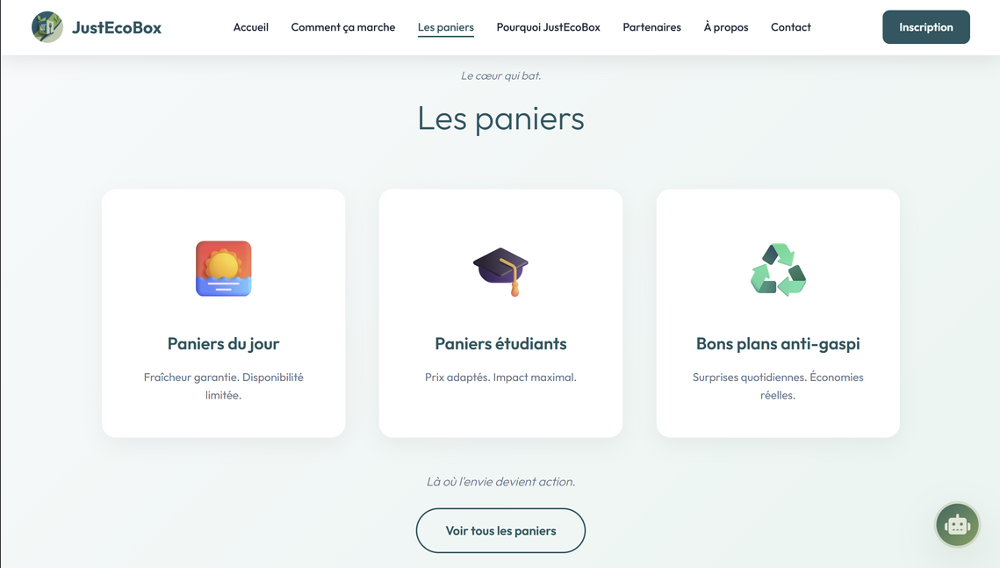 JustEcoBox
Accueil
Comment ça marche
Les paniers
Pourquoi JustEcoBox
Partenaires
À propos
Contact
Inscription
Le cœur qui bat.
Les paniers
Paniers du jour
Fraîcheur garantie. Disponibilité
limitée.
Paniers étudiants
Prix adaptés. Impact maximal.
Bons plans anti-gaspi
Surprises quotidiennes. Économies
réelles.
Là où l'envie devient action.
Voir tous les paniers